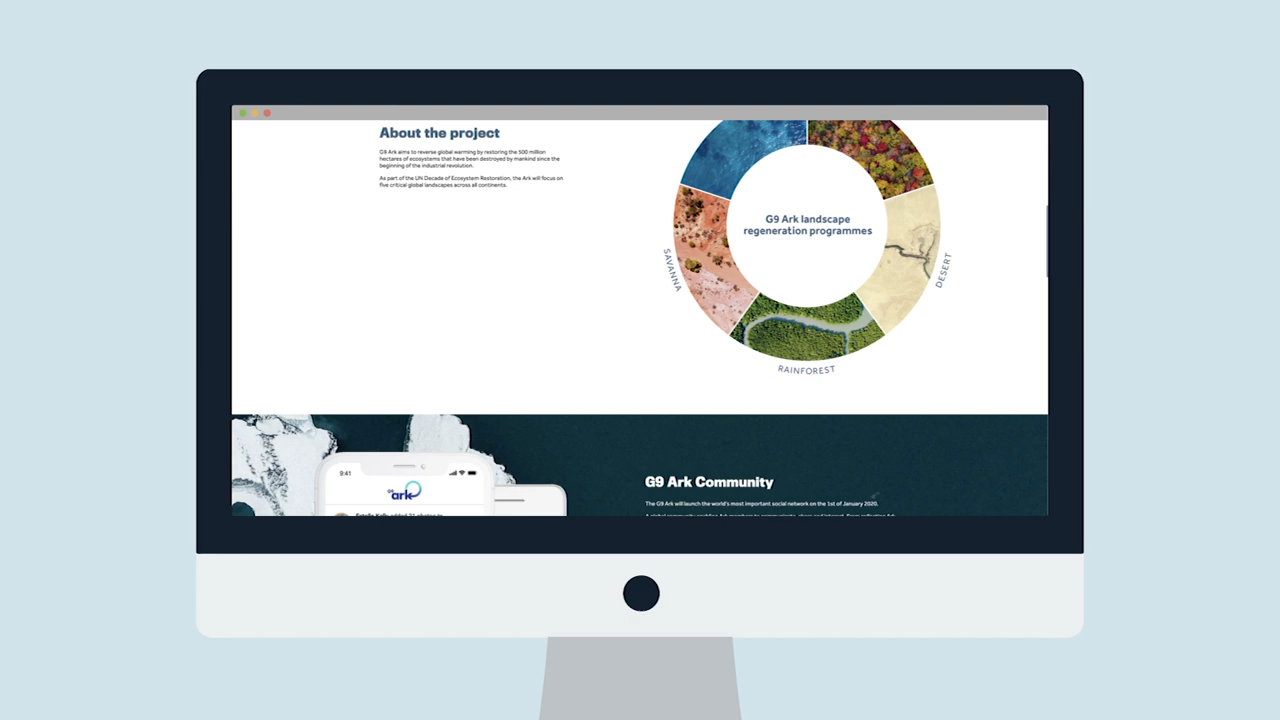 About the project
G9 Ark aims to reverse global warming by restoring the 500 million
hectares of ecosystems that have been destroyed by mankind since the
beginning of the industrial revolution.
As part of the UN Decade of Ecosystem Restoration, the Ark will focus on
five critical global landscapes across all continents.
G9 Ark landscape
regeneration programmes
SAVANNA
DESERT
RAINFOREST
9:41
G9
ark
G9 Ark Community
The G9 Ark will launch the world's most important social network on the 1st of January 2020.